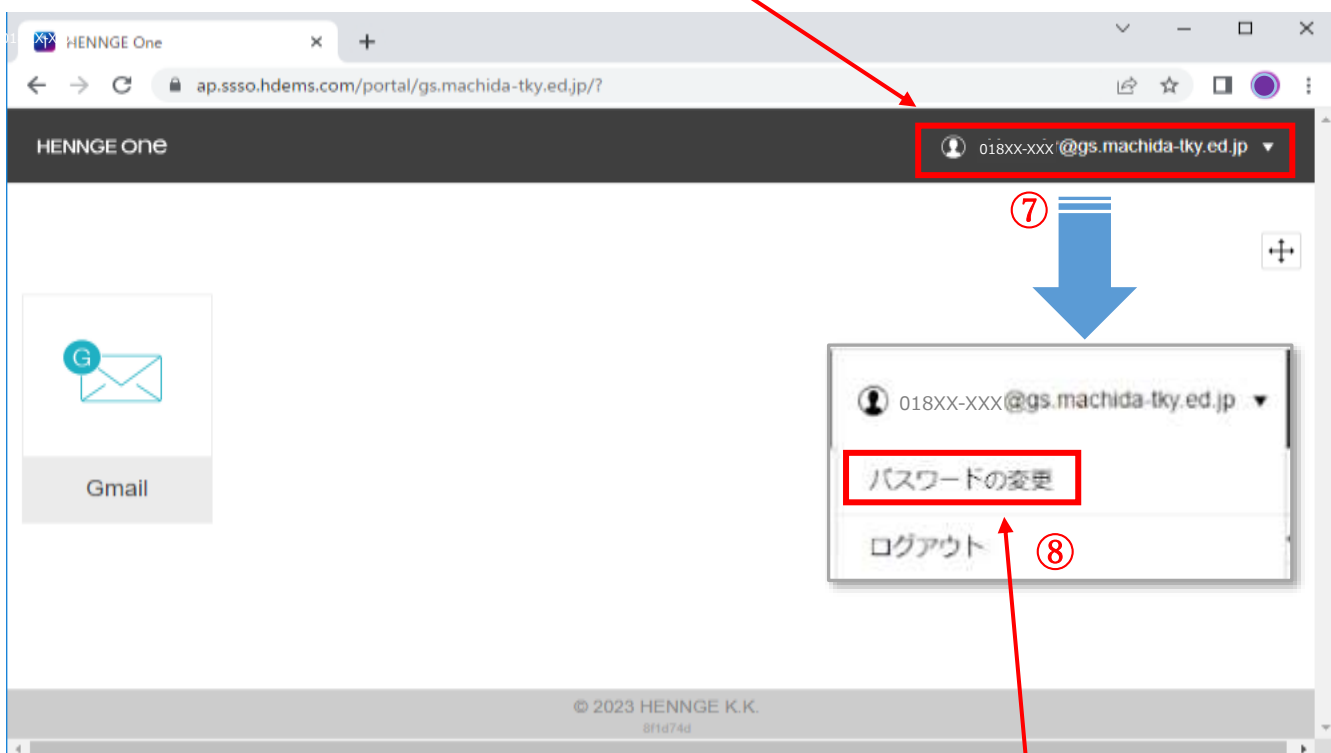 HENNGE One
ap.ssso.hdems.com/portal/gs.machida-tky.ed.jp/?
HENNGE one
018XX-XXX@gs.machida-tky.ed.jp ▼
⑦
018XX-XXX@gs.machida-tky.ed.jp ▼
パスワードの変更
Gmail
ログアウト
⑧
© 2023 HENNGE K.K.
8f1d74d